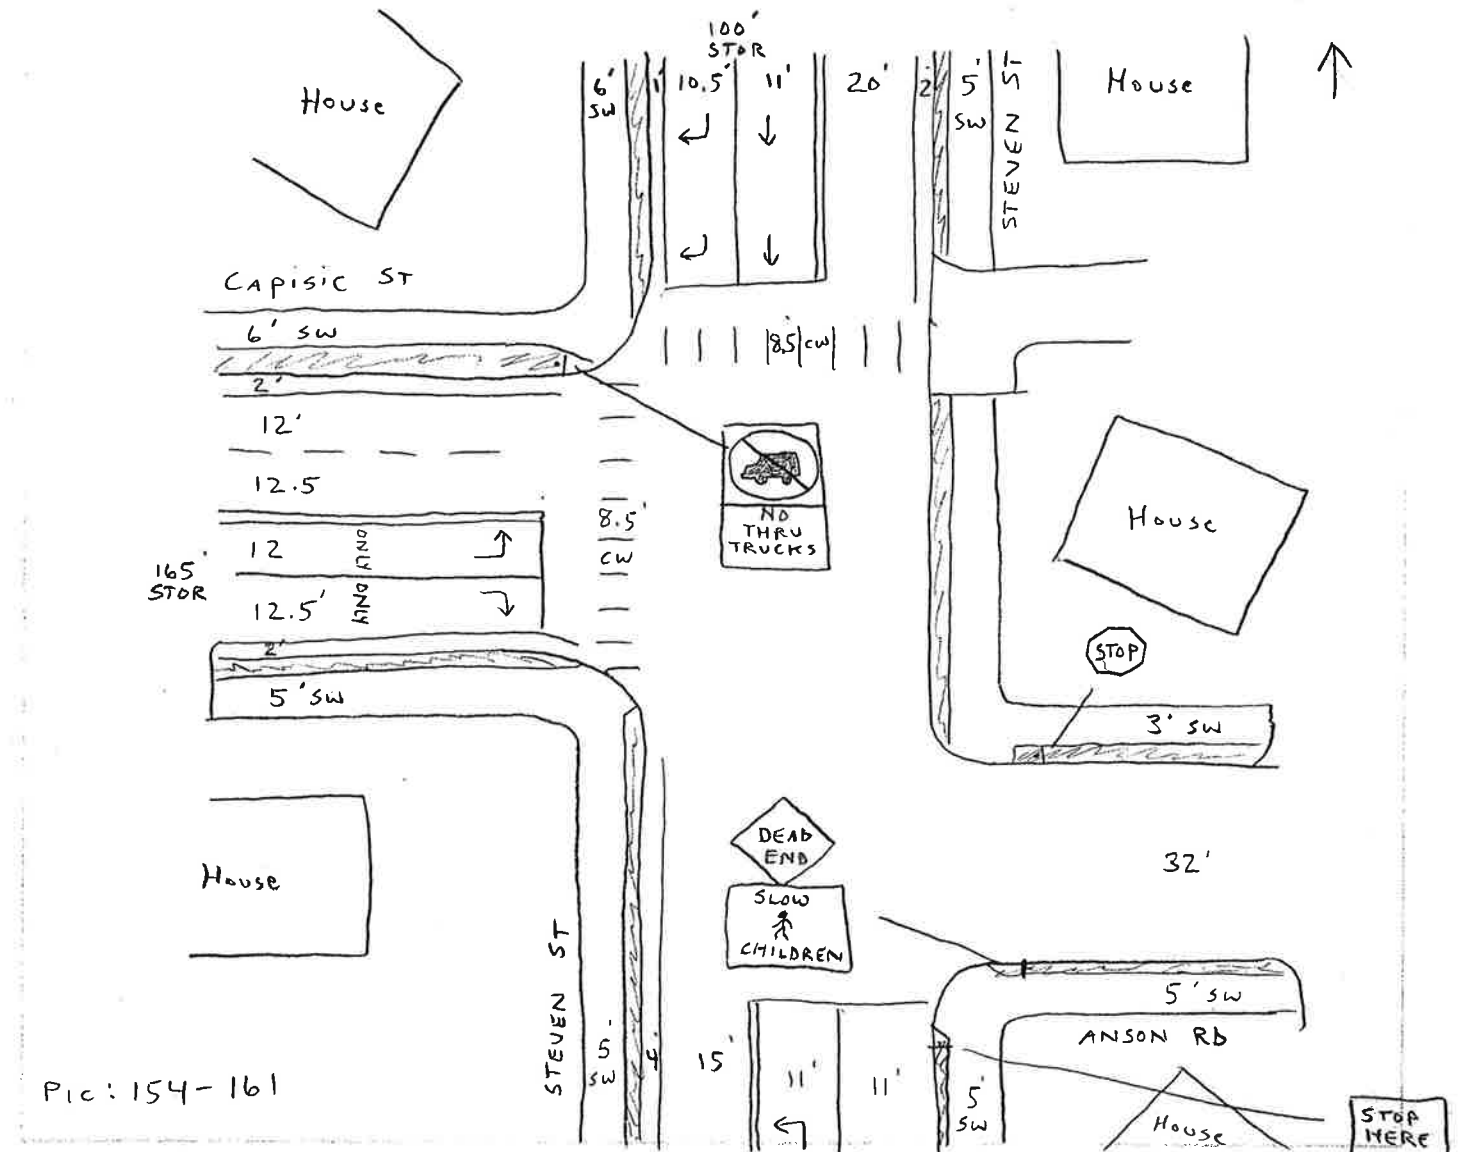 100'
STOR
6'
SW
1'
10.5'
11'
20'
2'
5'
SW
STEVEN ST
House
House
CAPISIC ST
6' SW
2'
12'
12.5
12
ONLY
165'
STOR
12.5'
ONLY
2'
5' SW
8.5' CW
8.5'
CW
NO
THRU
TRUCKS
House
STOP
3' SW
DEAD
END
SLOW
CHILDREN
32'
House
5' SW
ANSON RD
STEVEN ST
5'
SW
4'
15'
11'
11'
5'
SW
House
STOP
HERE
Pic: 154-161